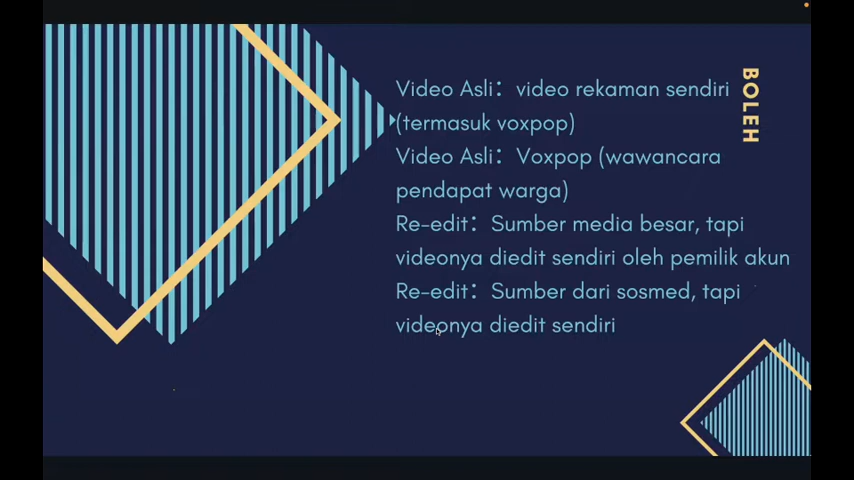 Video Asli： video rekaman sendiri
(termasuk voxpop)
Video Asli： Voxpop (wawancara
pendapat warga)
Re-edit： Sumber media besar, tapi
videonya diedit sendiri oleh pemilik akun
Re-edit： Sumber dari sosmed, tapi
videonya diedit sendiri
BOLEH